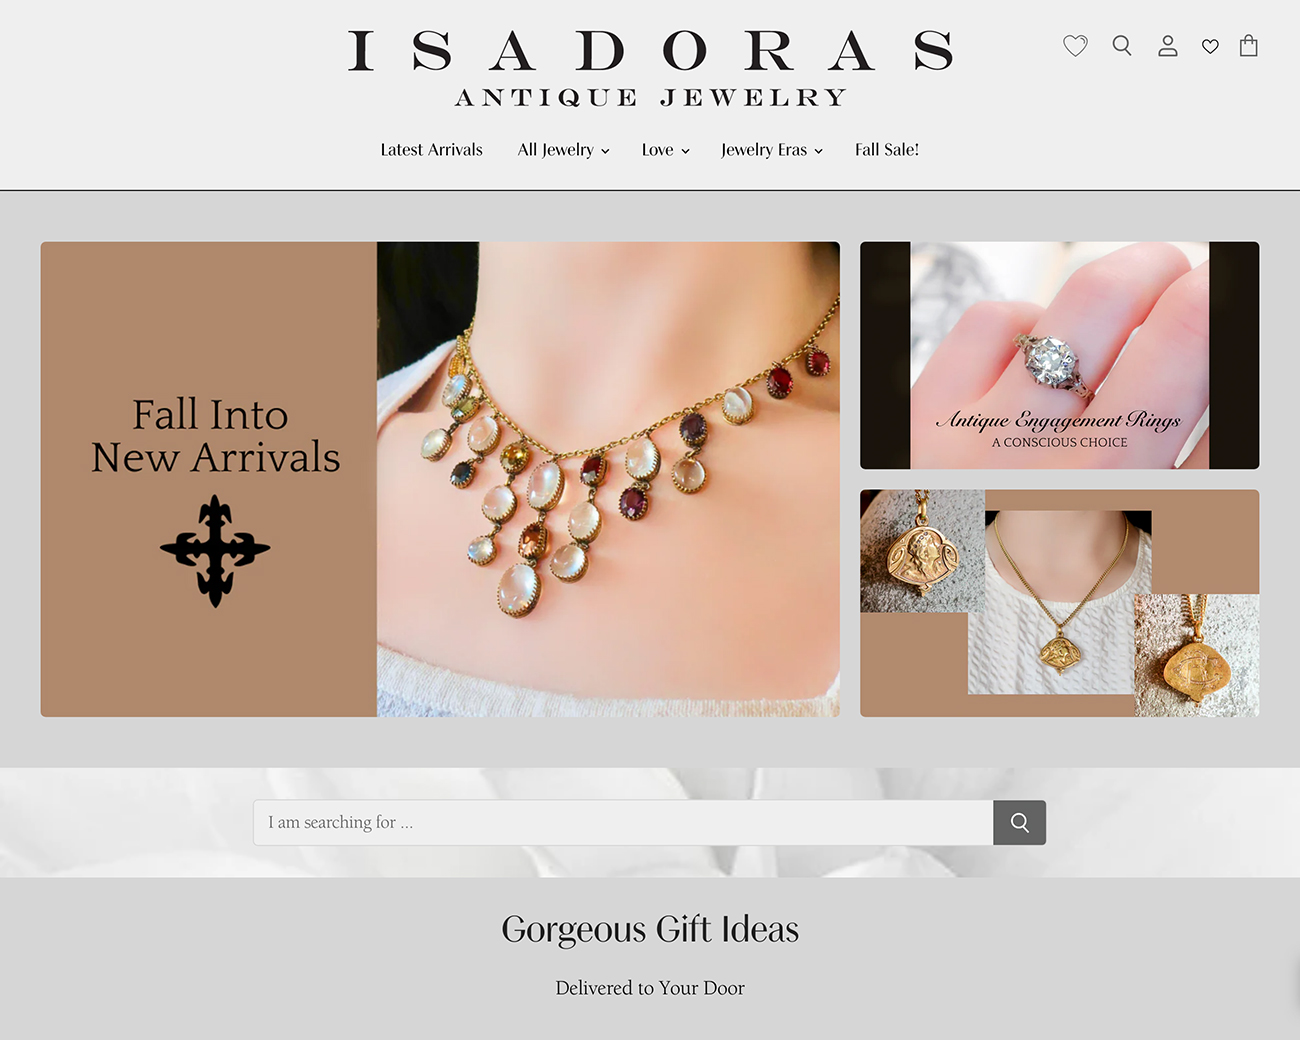 ISADORAS
ANTIQUE JEWELRY
Latest Arrivals
All Jewelry
Love
Jewelry Eras
Fall Sale!
Fall Into
New Arrivals
Antique Engagement Rings
A CONSCIOUS CHOICE
I am searching for ...
Gorgeous Gift Ideas
Delivered to Your Door